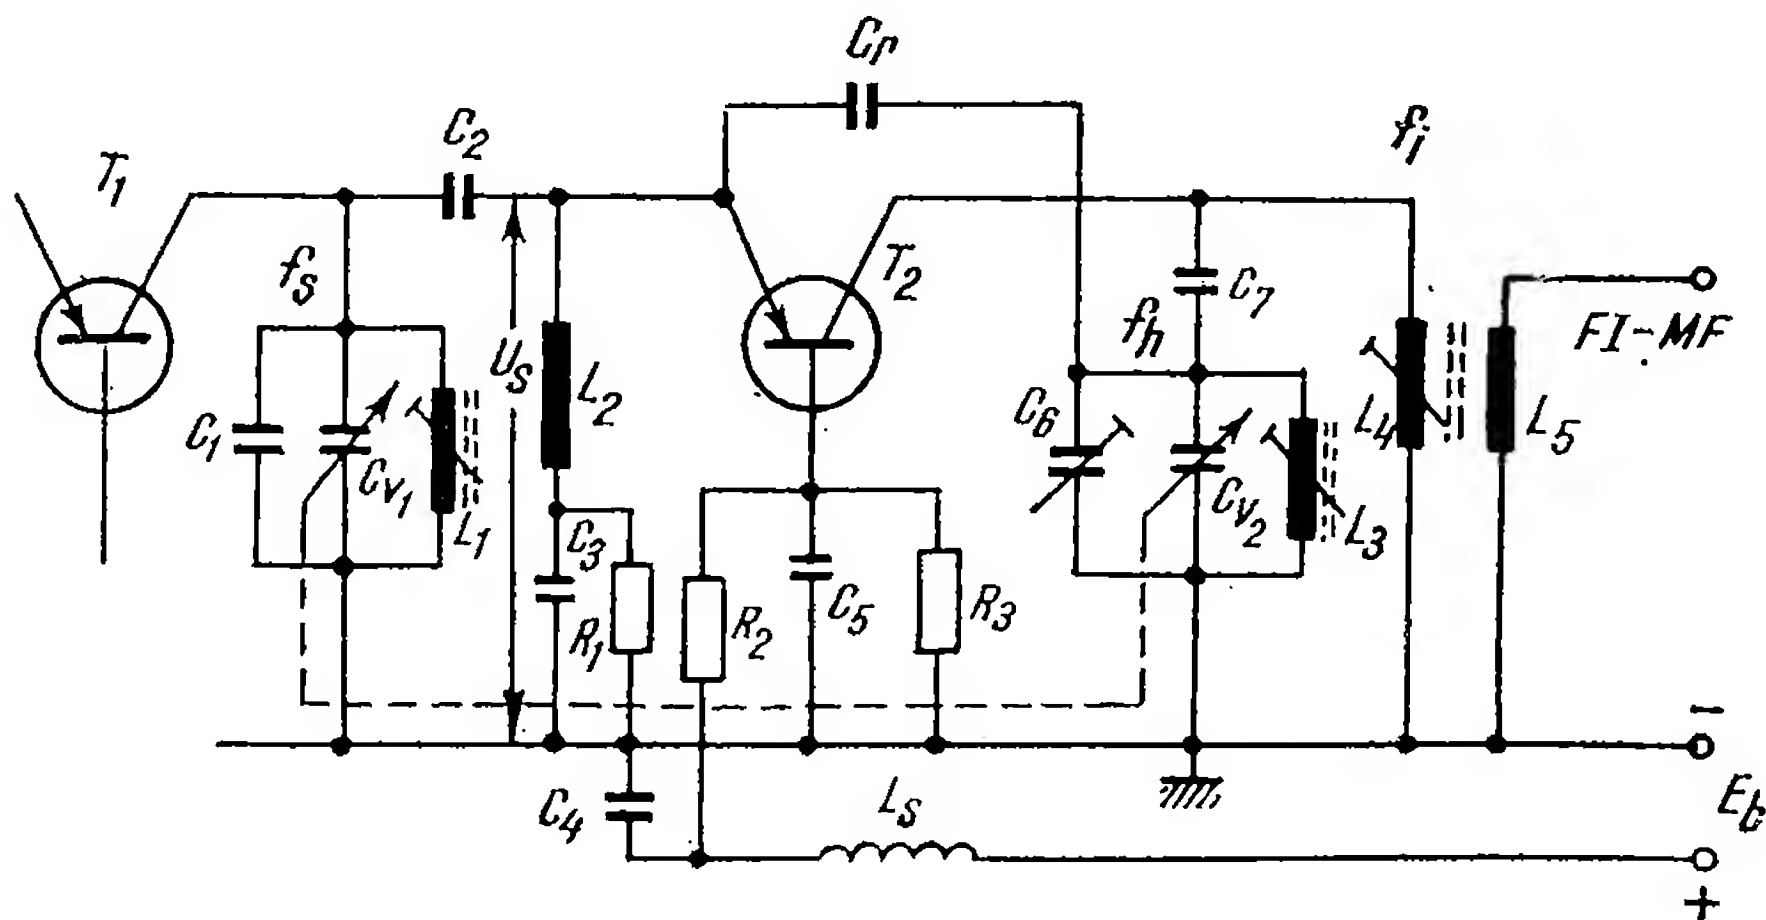 Cr
C2
fi
T1
T2
fs
C7
fh
FI-MF
Us
L2
C6
L4
L5
C1
Cv1
L1
C3
Cv2
L3
R1
R2
C5
R3
-
C4
Ls
Eb
+